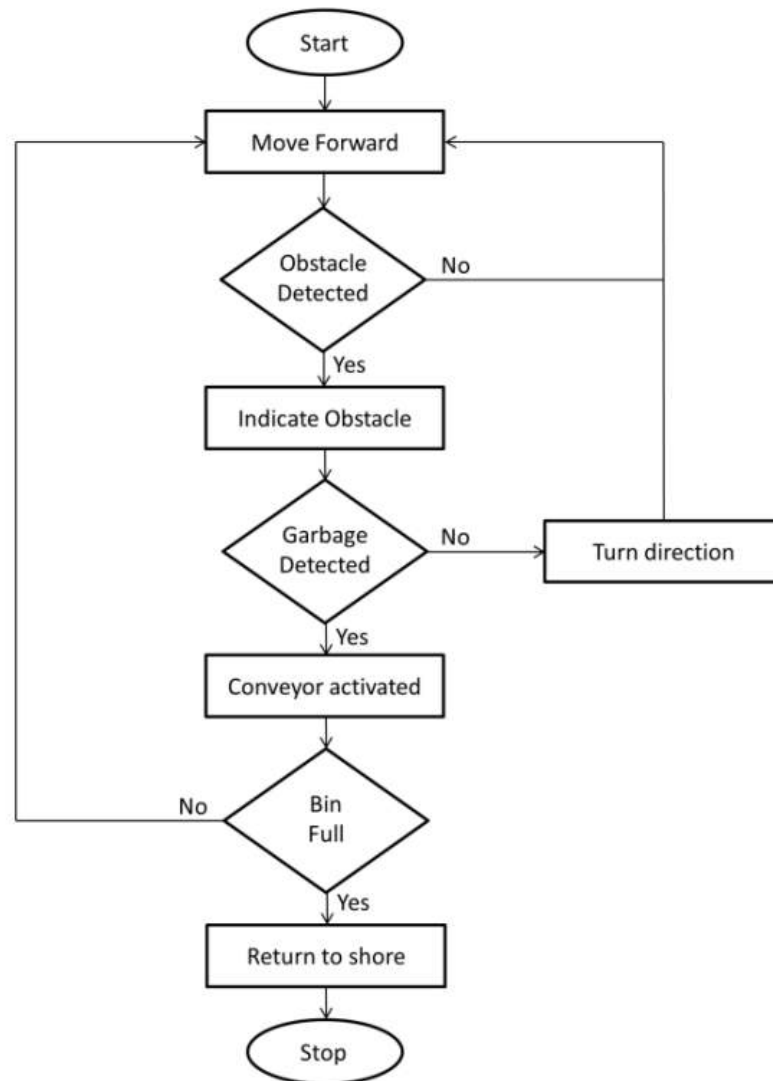 Start
Move Forward
Obstacle
Detected
No
Yes
Indicate Obstacle
Garbage
Detected
No
Turn direction
Yes
Conveyor activated
No
Bin
Full
Yes
Return to shore
Stop